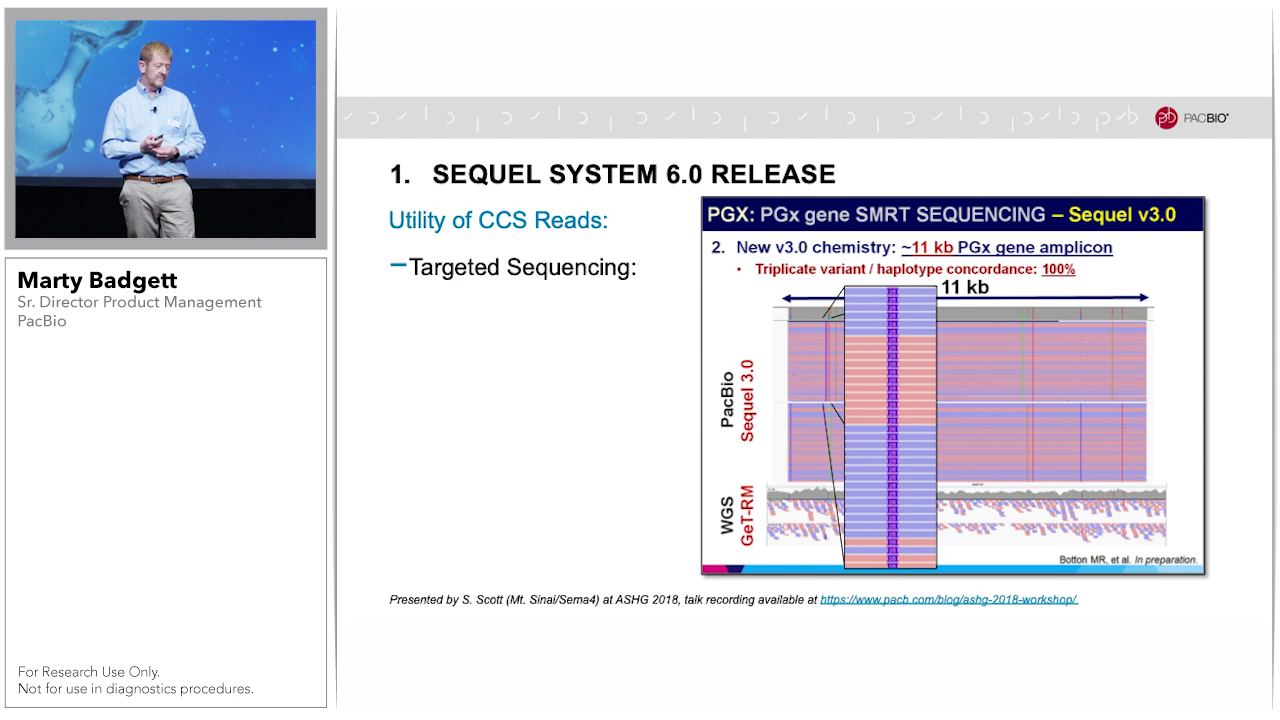 Marty Badgett
Sr. Director Product Management
PacBio
For Research Use Only.
Not for use in diagnostics procedures.
PACBIO®
1. SEQUEL SYSTEM 6.0 RELEASE
Utility of CCS Reads:
–Targeted Sequencing:
PGX: PGx gene SMRT SEQUENCING – Sequel v3.0
2. New v3.0 chemistry: ~11 kb PGx gene amplicon
• Triplicate variant / haplotype concordance: 100%
11 kb
PacBio
Sequel 3.0
WGS
GeT-RM
Botton MR, et al. In preparation.
Presented by S. Scott (Mt. Sinai/Sema4) at ASHG 2018, talk recording available at https://www.pacb.com/blog/ashg-2018-workshop/